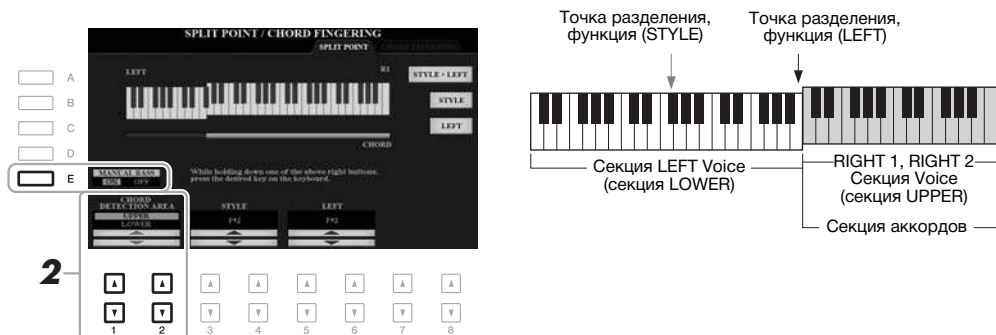 SPLIT POINT / CHORD FINGERING
SPLIT POINT
CHORD FINGERING
LEFT
R1
STYLE + LEFT
STYLE
LEFT
CHORD
A
B
C
D
E
MANUAL BASS
ON OFF
While holding down one of the above right buttons,
press the desired key on the keyboard.
CHORD
DETECTION AREA
UPPER
LOWER
STYLE
F#2
LEFT
F#2
2
1 2 3 4 5 6 7 8
Точка разделения,
функция (STYLE)
Точка разделения,
функция (LEFT)
Секция LEFT Voice
(секция LOWER)
RIGHT 1, RIGHT 2
Секция Voice
(секция UPPER)
Секция аккордов